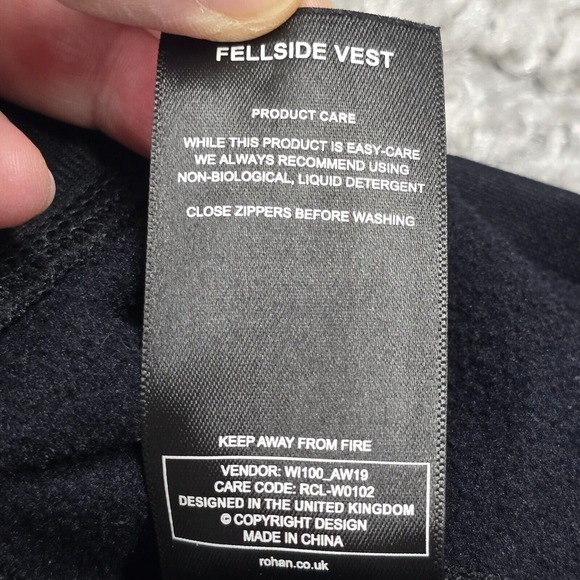 FELLSIDE VEST
PRODUCT CARE
WHILE THIS PRODUCT IS EASY-CARE
WE ALWAYS RECOMMEND USING
NON-BIOLOGICAL, LIQUID DETERGENT
CLOSE ZIPPERS BEFORE WASHING
KEEP AWAY FROM FIRE
VENDOR: WI100_AW19
CARE CODE: RCL-W0102
DESIGNED IN THE UNITED KINGDOM
© COPYRIGHT DESIGN
MADE IN CHINA
rohan.co.uk